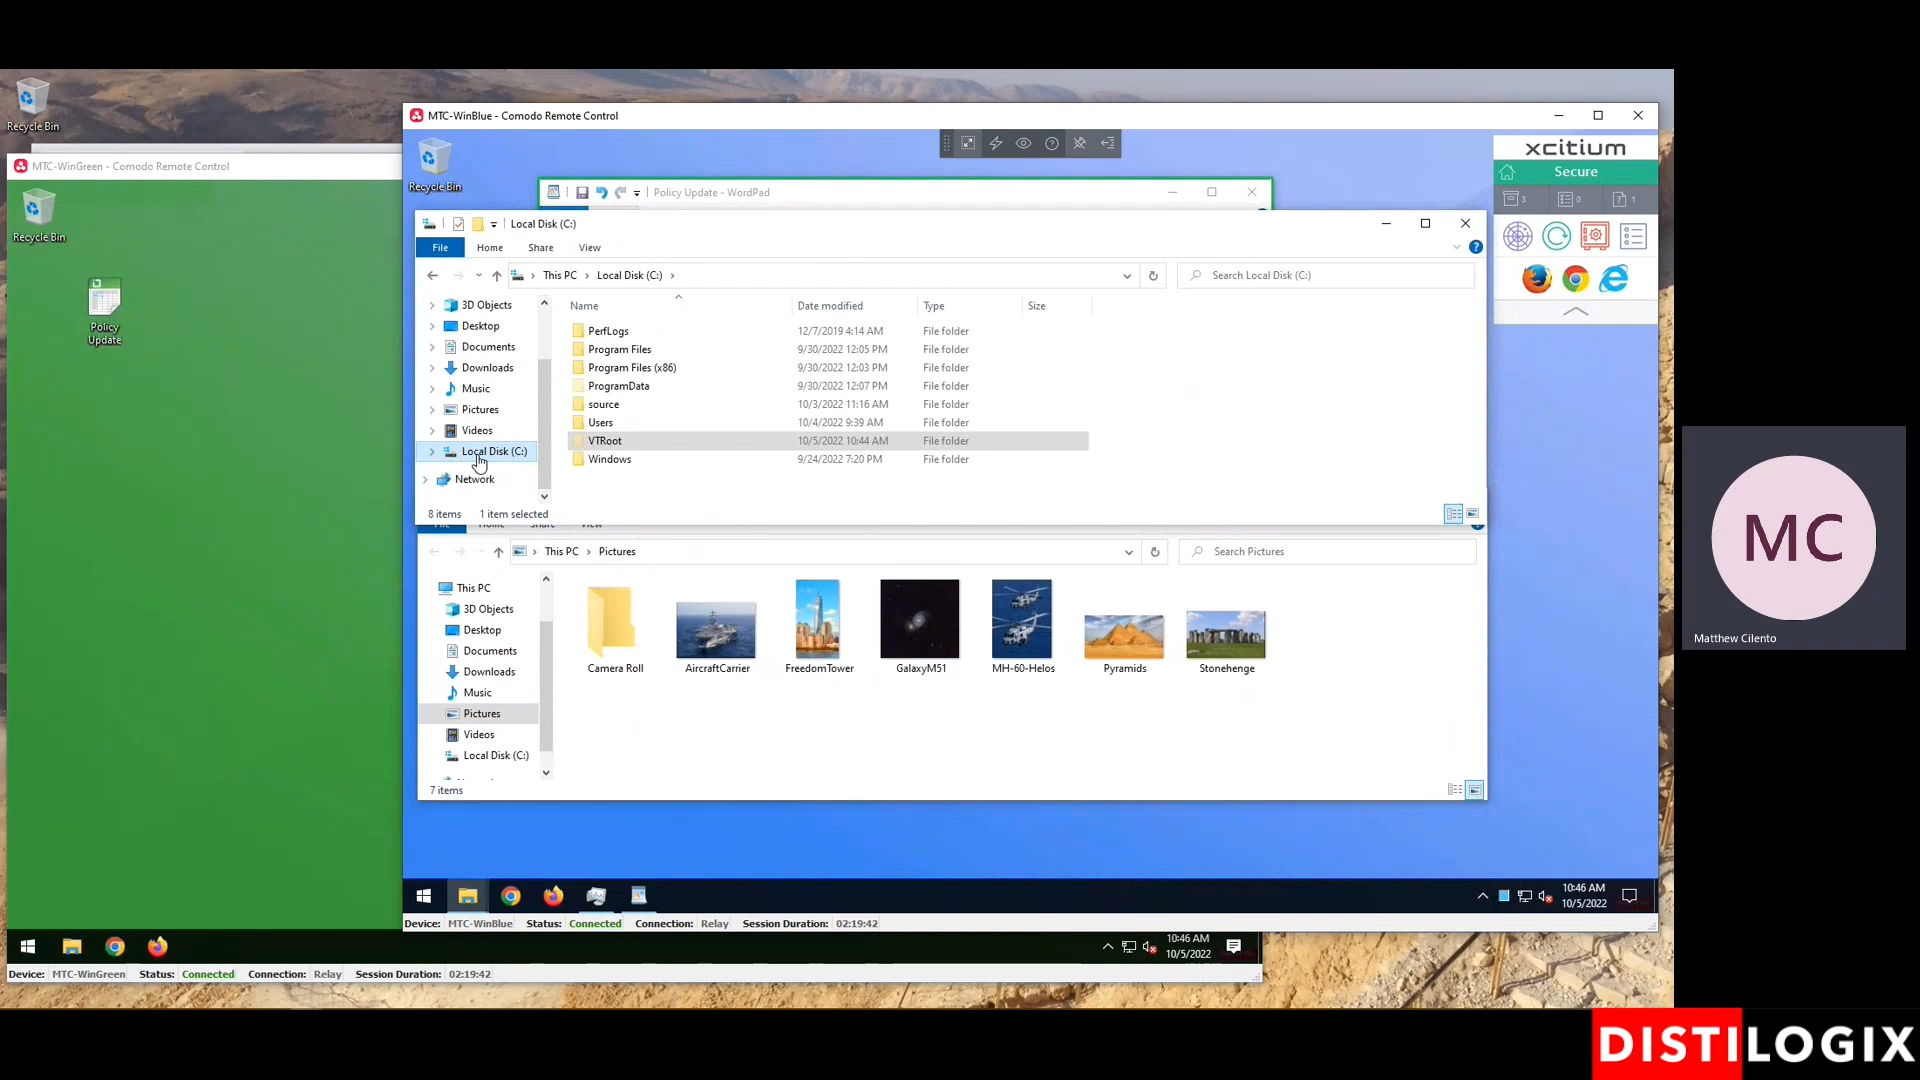 Recycle Bin
MTC-WinGreen - Comodo Remote Control
Recycle Bin
Policy
Update
MTC-WinBlue - Comodo Remote Control
Recycle Bin
xcitium
Secure
3
0
1
Policy Update - WordPad
Local Disk (C:)
File Home Share View
This PC Local Disk (C:)
Search Local Disk (C:)
3D Objects
Desktop
Documents
Downloads
Music
Pictures
Videos
Local Disk (C:)
Network
Name Date modified Type Size
PerfLogs 12/7/2019 4:14 AM File folder
Program Files 9/30/2022 12:05 PM File folder
Program Files (x86) 9/30/2022 12:03 PM File folder
ProgramData 9/30/2022 12:07 PM File folder
source 10/3/2022 11:16 AM File folder
Users 10/4/2022 9:39 AM File folder
VTRoot 10/5/2022 10:44 AM File folder
Windows 9/24/2022 7:20 PM File folder
8 items 1 item selected
File Home Share View
This PC Pictures
Search Pictures
This PC
3D Objects
Desktop
Documents
Downloads
Music
Pictures
Videos
Local Disk (C:)
Camera Roll
AircraftCarrier
FreedomTower
GalaxyM51
MH-60-Helos
Pyramids
Stonehenge
7 items
10:46 AM
10/5/2022
Device: MTC-WinBlue Status: Connected Connection: Relay Session Duration: 02:19:42
10:46 AM
10/5/2022
Device: MTC-WinGreen Status: Connected Connection: Relay Session Duration: 02:19:42
MC
Matthew Cilento
DISTILOGIX